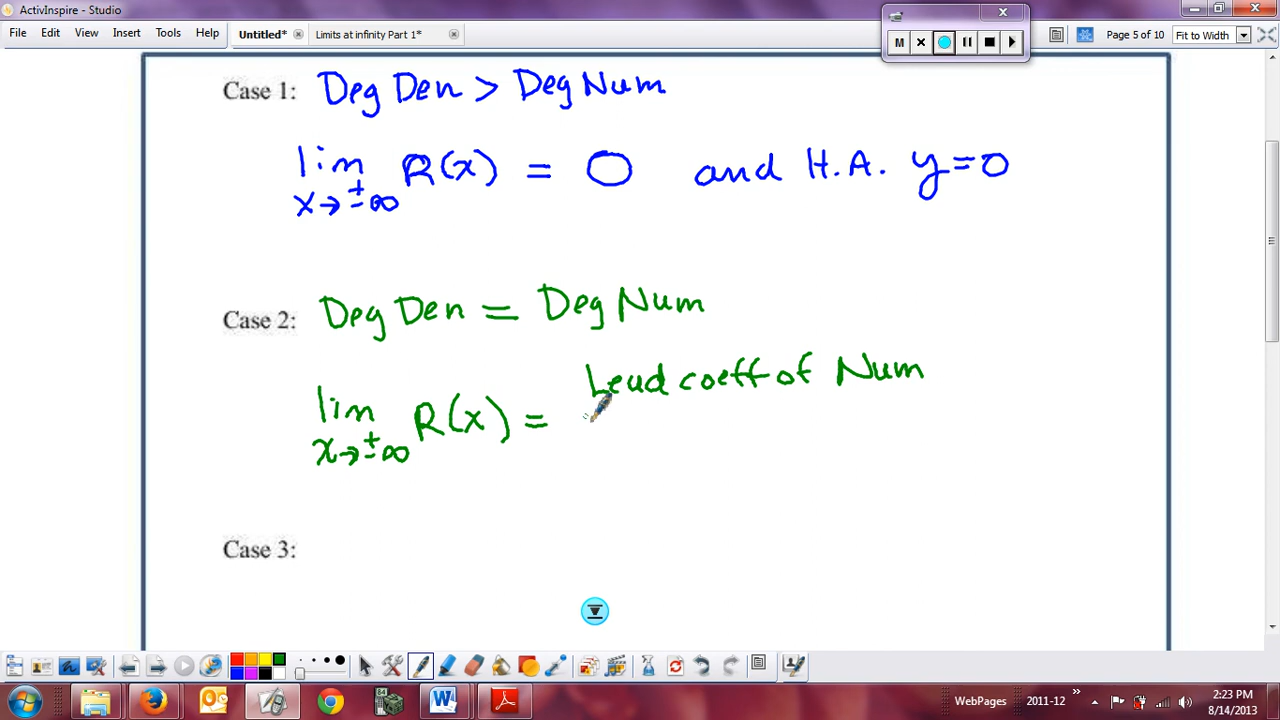 ActivInspire - Studio
File Edit View Insert Tools Help Untitled* Limits at infinity Part 1* Page 5 of 10 Fit to Width
M
Case 1: Deg Den > Deg Num
lim R(x) = 0 and H.A. y=0
x→±∞
Case 2: Deg Den = Deg Num
Lead coeff of Num
lim R(x) =
x→±∞
Case 3:
WebPages 2011-12 » 2:23 PM
8/14/2013